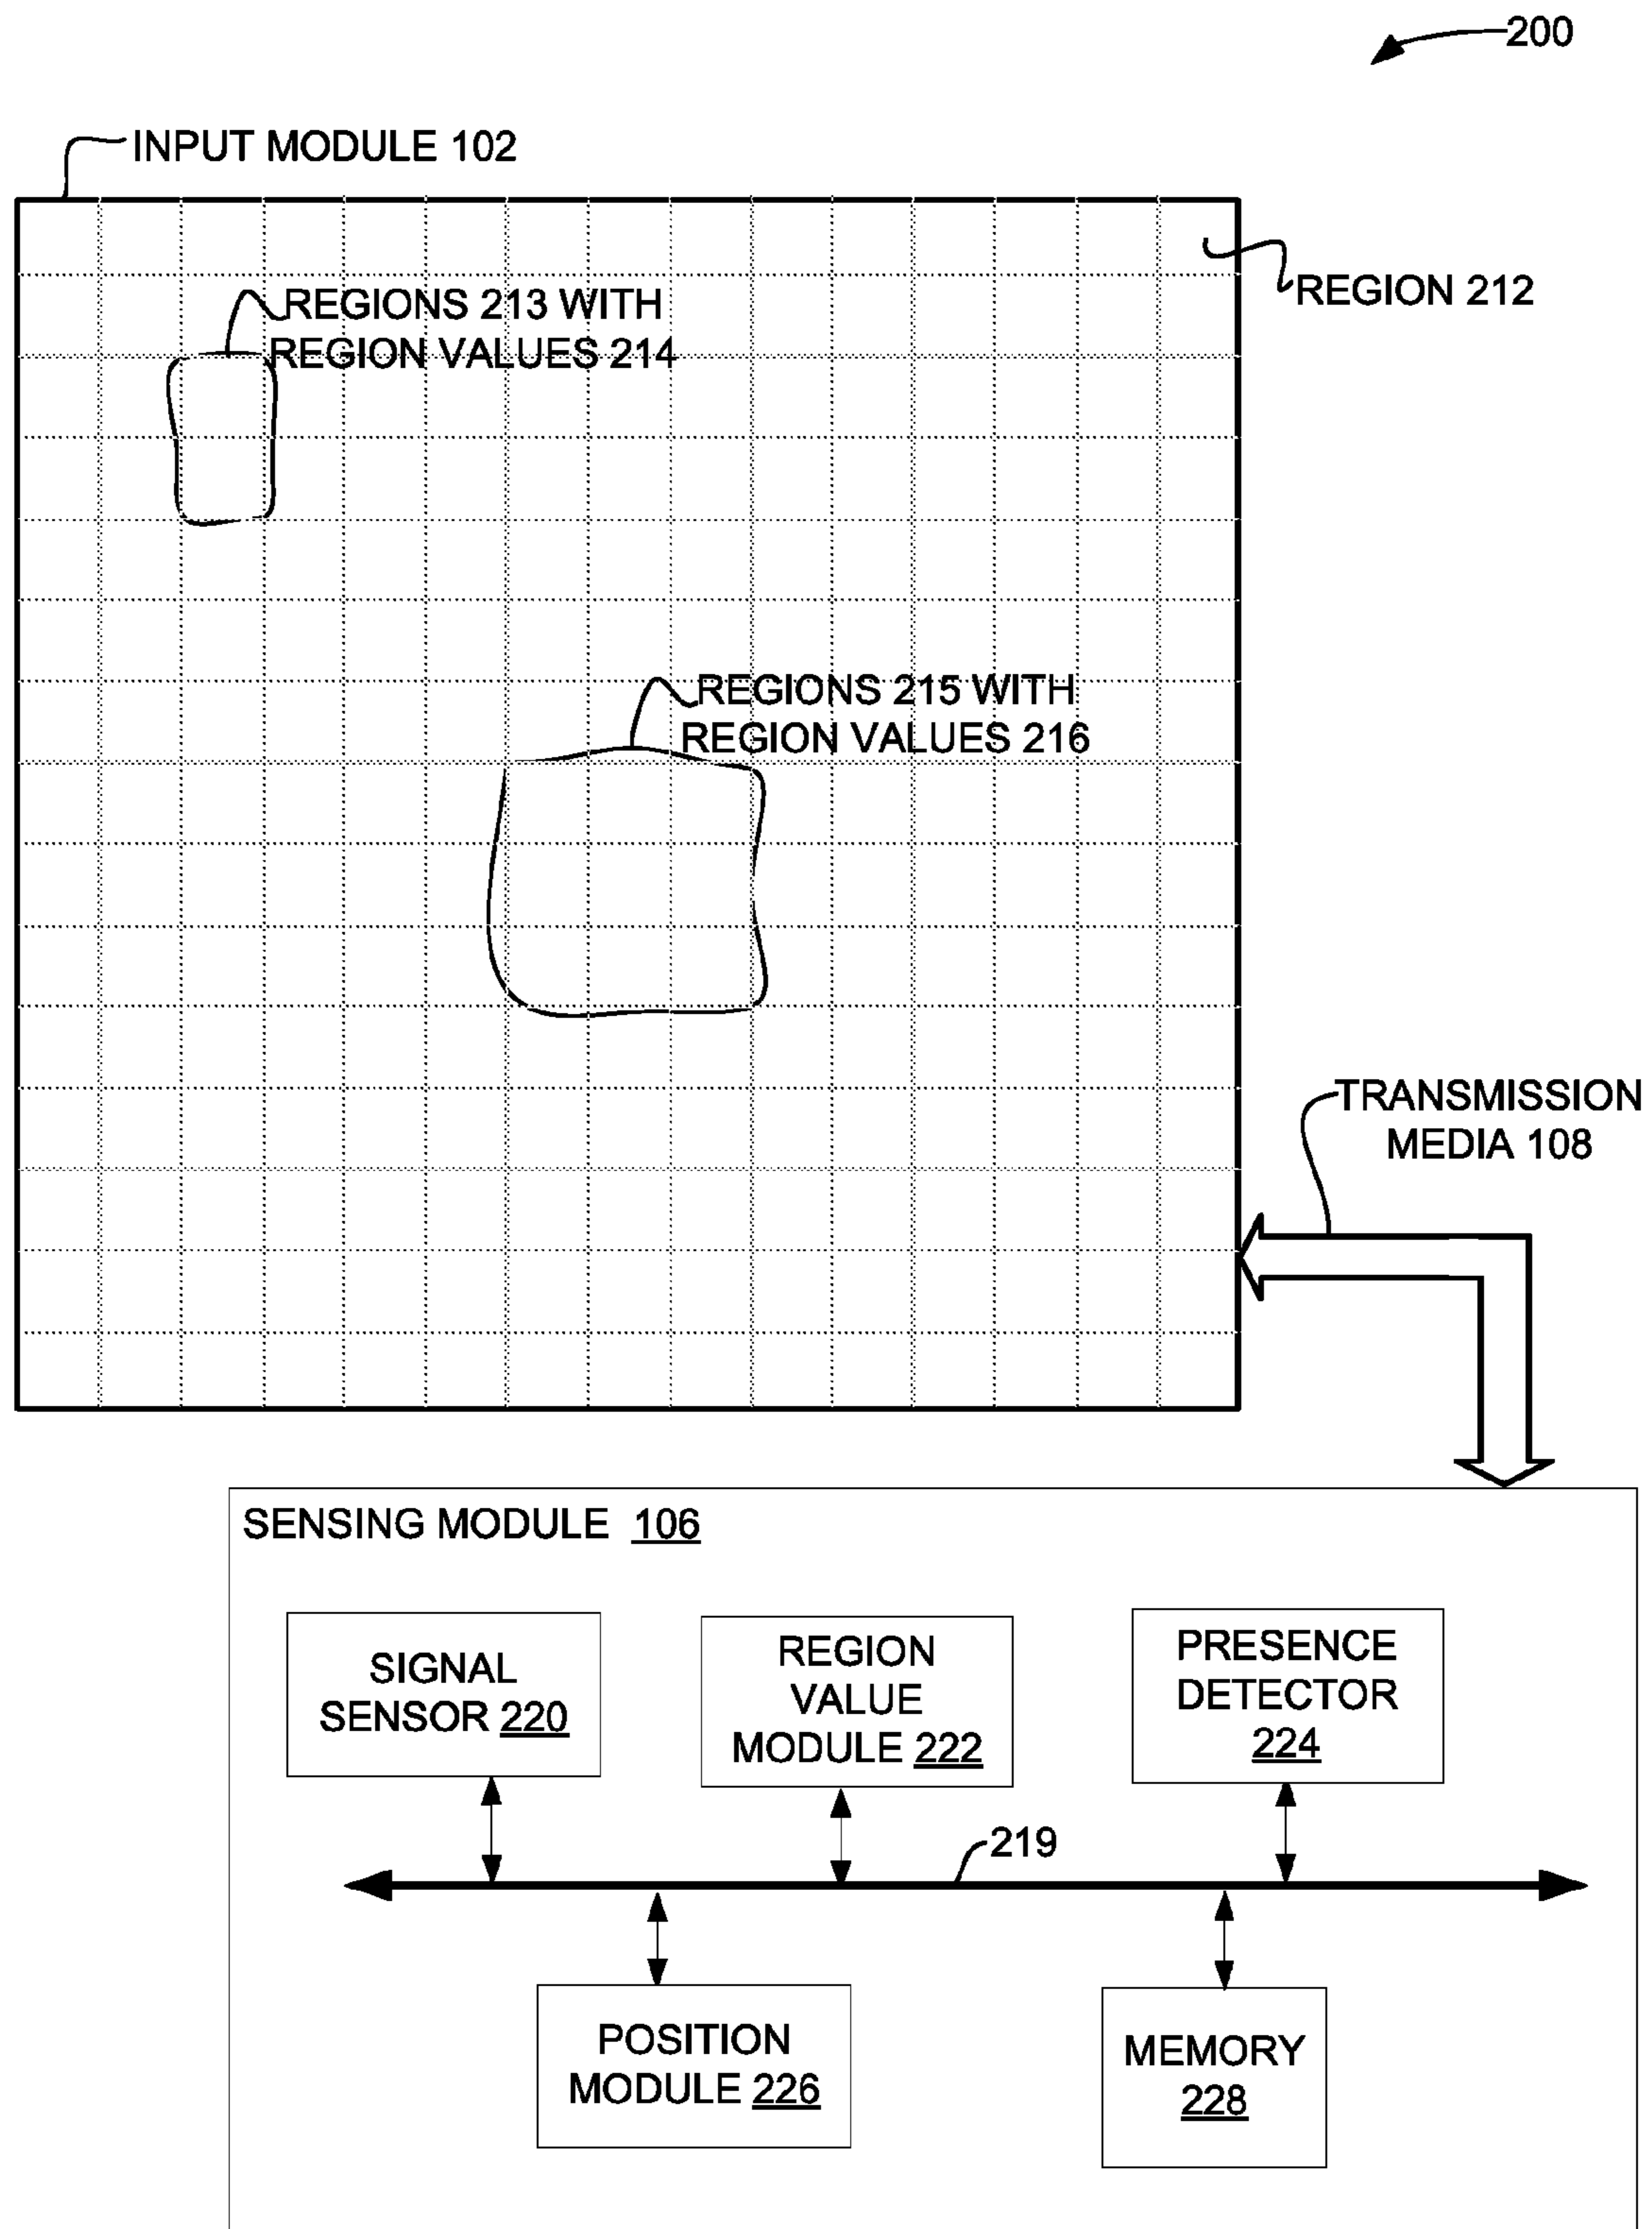 200
INPUT MODULE 102
REGION 212
REGIONS 213 WITH
REGION VALUES 214
REGIONS 215 WITH
REGION VALUES 216
TRANSMISSION
MEDIA 108
SENSING MODULE 106
SIGNAL
SENSOR 220
REGION
VALUE
MODULE 222
PRESENCE
DETECTOR
224
219
POSITION
MODULE 226
MEMORY
228